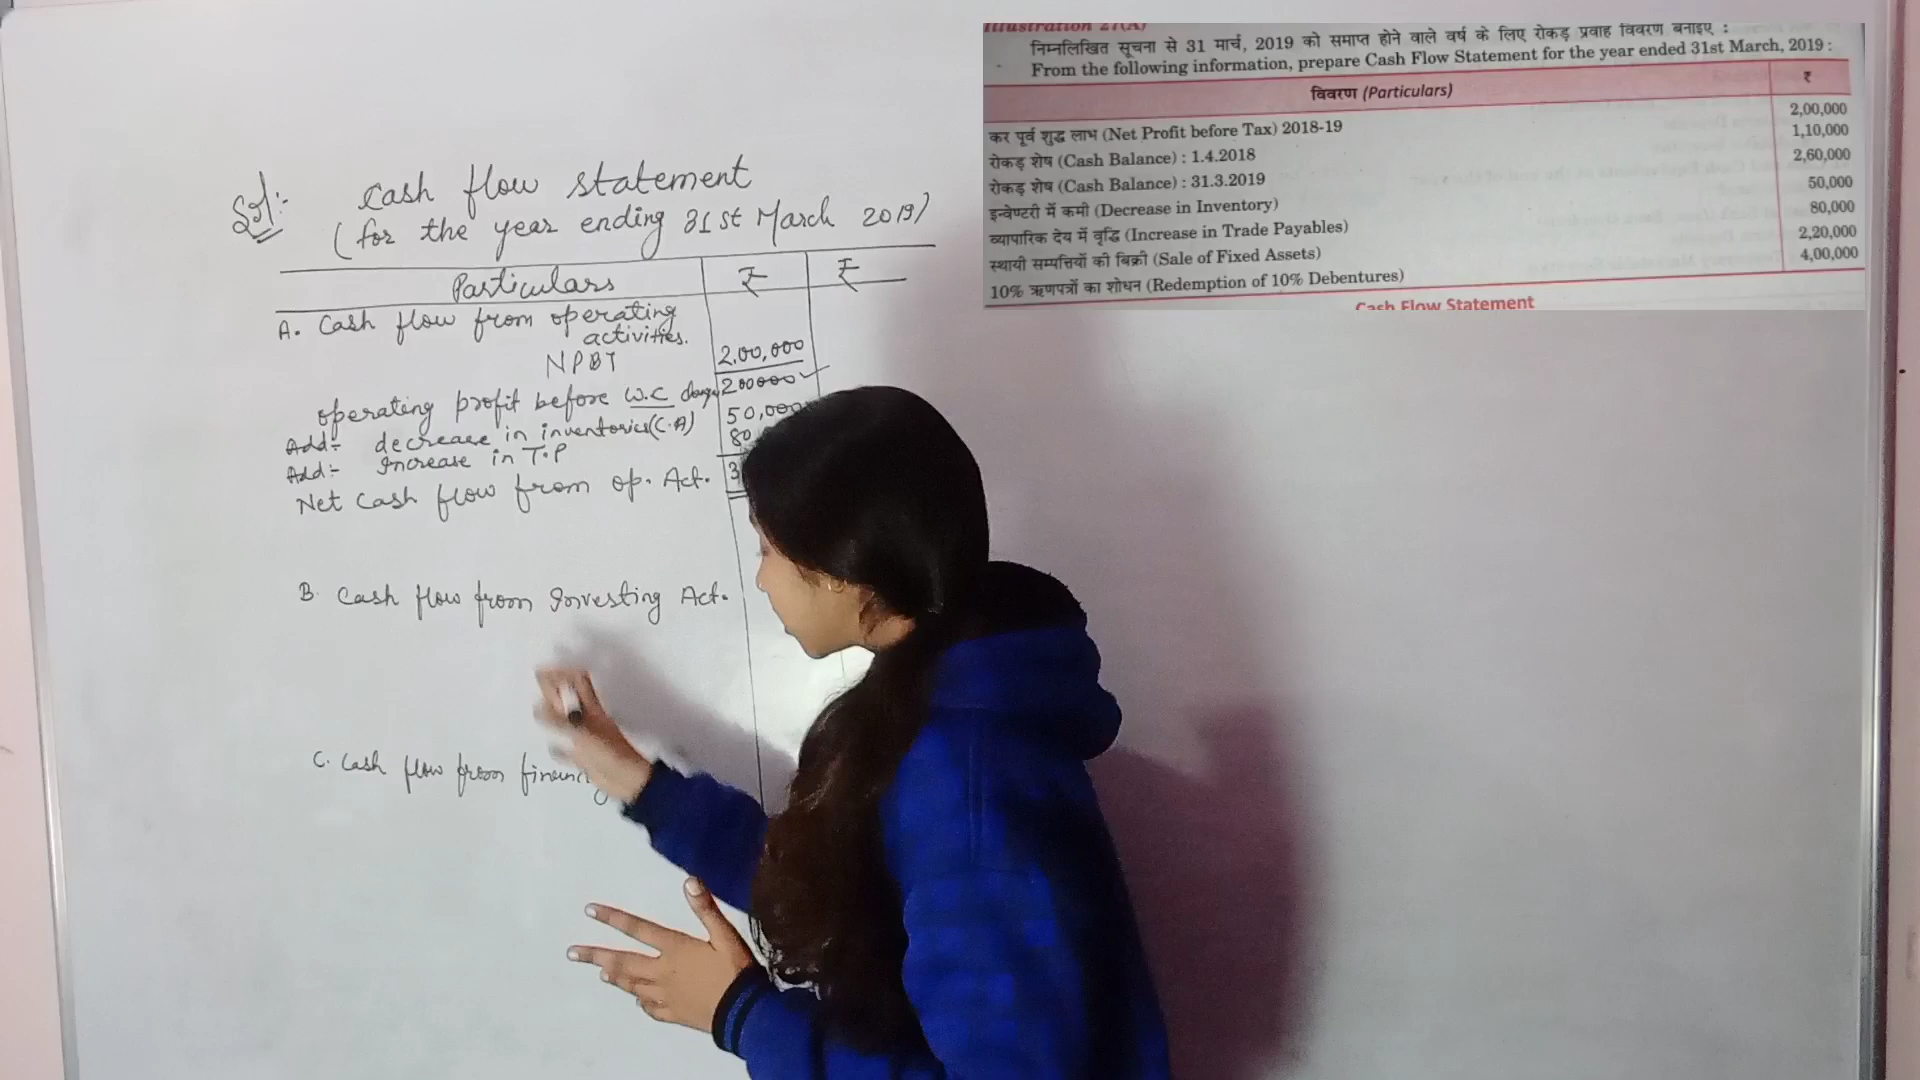 Illustration 27(A)
निम्नलिखित सूचना से 31 मार्च, 2019 को समाप्त होने वाले वर्ष के लिए रोकड़ प्रवाह विवरण बनाइए :
From the following information, prepare Cash Flow Statement for the year ended 31st March, 2019 :
विवरण (Particulars) ₹
कर पूर्व शुद्ध लाभ (Net Profit before Tax) 2018-19 2,00,000
रोकड़ शेष (Cash Balance) : 1.4.2018 1,10,000
रोकड़ शेष (Cash Balance) : 31.3.2019 2,60,000
इन्वेण्टरी में कमी (Decrease in Inventory) 50,000
व्यापारिक देय में वृद्धि (Increase in Trade Payables) 80,000
स्थायी सम्पत्तियों की बिक्री (Sale of Fixed Assets) 2,20,000
10% ऋणपत्रों का शोधन (Redemption of 10% Debentures) 4,00,000
Cash Flow Statement
Sol:- Cash flow statement
(for the year ending 31st March 2019)
Particulars ₹ ₹
A. Cash flow from operating
activities.
NPBT 2,00,000
operating profit before W.C 200000
Add:- decrease in inventories (C.A) 50,000
Add:- Increase in T.P 80
Net Cash flow from op. Act. 3
B. Cash flow from Investing Act.
C. Cash flow from